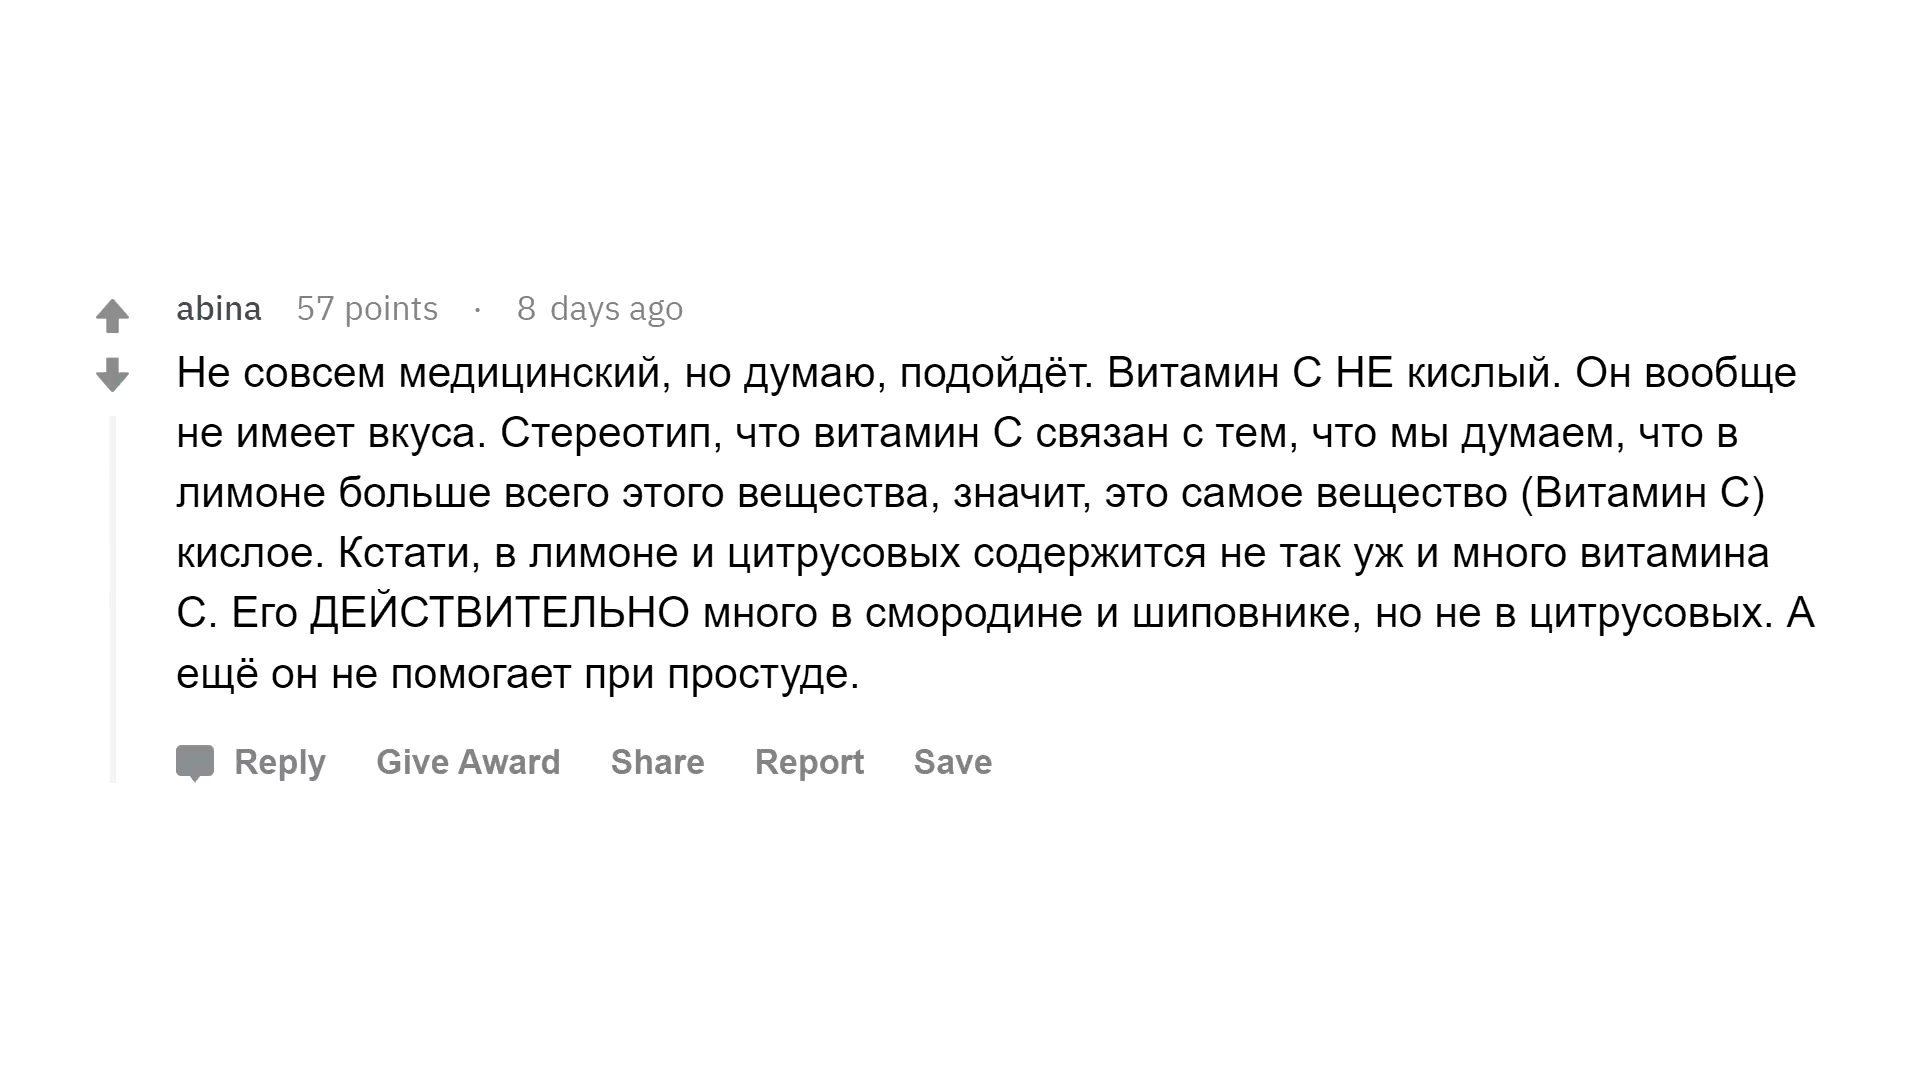 abina 57 points · 8 days ago
Не совсем медицинский, но думаю, подойдёт. Витамин С НЕ кислый. Он вообще
не имеет вкуса. Стереотип, что витамин С связан с тем, что мы думаем, что в
лимоне больше всего этого вещества, значит, это самое вещество (Витамин С)
кислое. Кстати, в лимоне и цитрусовых содержится не так уж и много витамина
С. Его ДЕЙСТВИТЕЛЬНО много в смородине и шиповнике, но не в цитрусовых. А
ещё он не помогает при простуде.
Reply Give Award Share Report Save